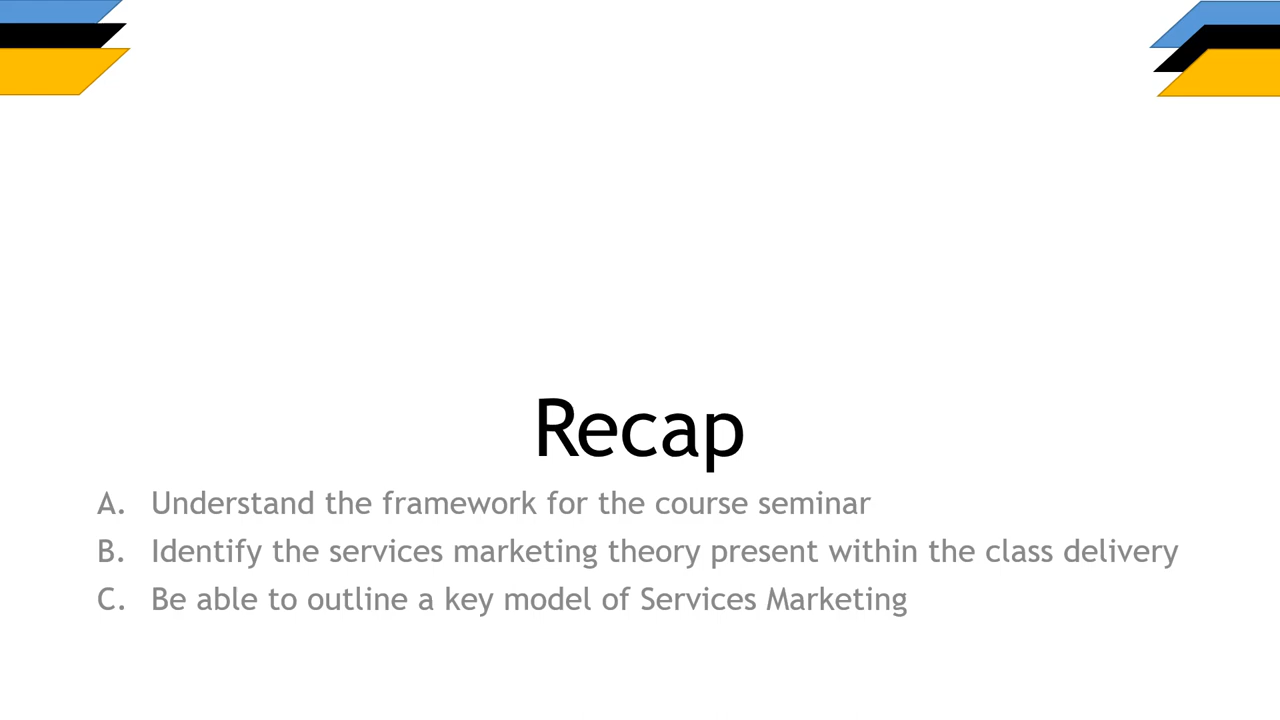 Recap
A. Understand the framework for the course seminar
B. Identify the services marketing theory present within the class delivery
C. Be able to outline a key model of Services Marketing